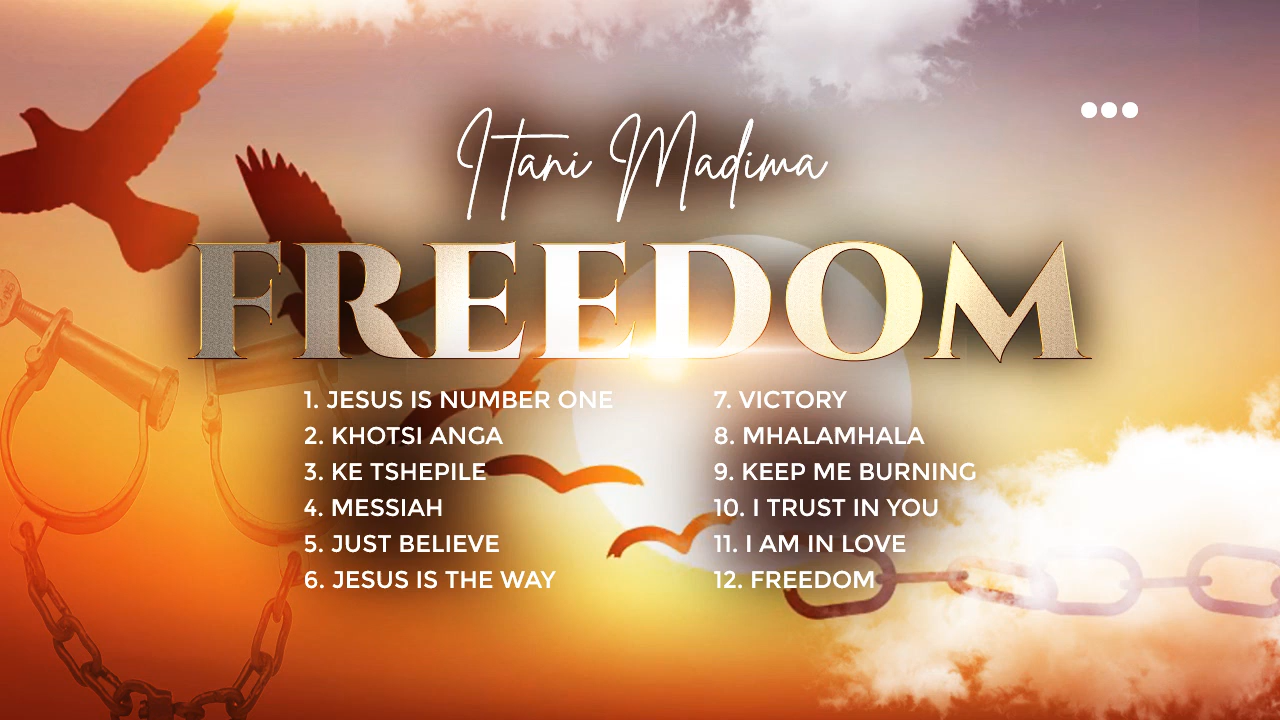 Itani Madima
FREEDOM
1. JESUS IS NUMBER ONE
2. KHOTSI ANGA
3. KE TSHEPILE
4. MESSIAH
5. JUST BELIEVE
6. JESUS IS THE WAY
7. VICTORY
8. MHALAMHALA
9. KEEP ME BURNING
10. I TRUST IN YOU
11. I AM IN LOVE
12. FREEDOM